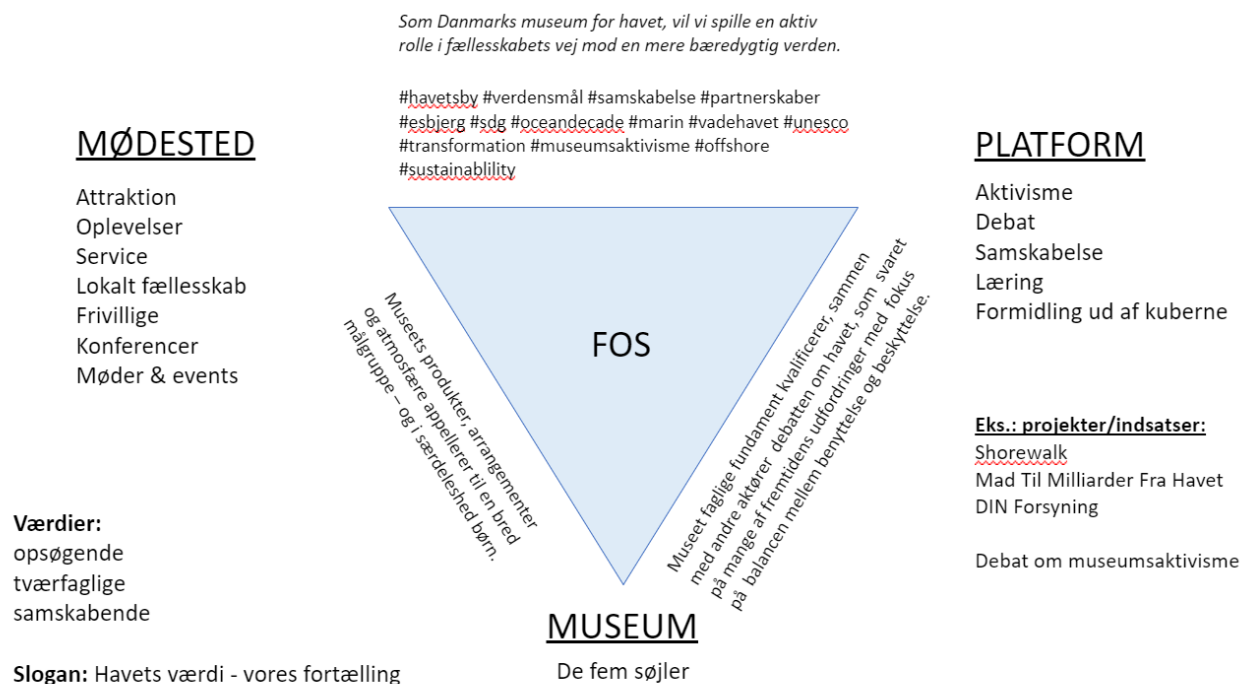 Som Danmarks museum for havet, vil vi spille en aktiv
rolle i fællesskabets vej mod en mere bæredygtig verden.
#havetsby #verdensmål #samskabelse #partnerskaber
#esbjerg #sdg #oceandecade #marin #vadehavet #unesco
#transformation #museumsaktivisme #offshore
#sustainablility
MØDESTED
Attraktion
Oplevelser
Service
Lokalt fællesskab
Frivillige
Konferencer
Møder & events
PLATFORM
Aktivisme
Debat
Samskabelse
Læring
Formidling ud af kuberne
FOS
Museets produkter, arrangementer
og atmosfære appellerer til en bred
målgruppe – og i særdeleshed børn.
Museet faglige fundament kvalificerer, sammen
med andre aktører debatten om havet, som svaret
på mange af fremtidens udfordringer med fokus
på balancen mellem benyttelse og beskyttelse.
Eks.: projekter/indsatser:
Shorewalk
Mad Til Milliarder Fra Havet
DIN Forsyning
Debat om museumsaktivisme
Værdier:
opsøgende
tværfaglige
samskabende
Slogan: Havets værdi - vores fortælling
MUSEUM
De fem søjler